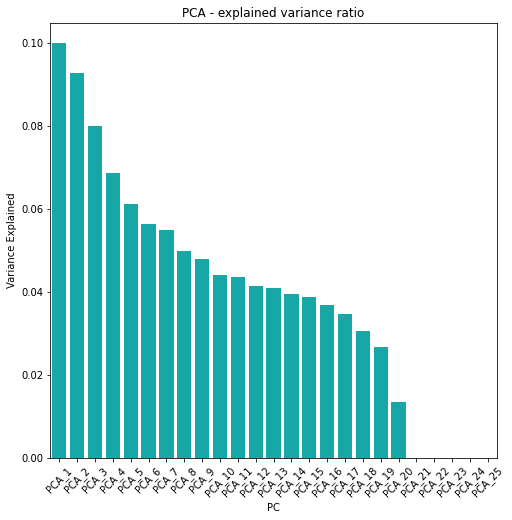 PCA - explained variance ratio
0.10
0.08
0.06
0.04
0.02
0.00
Variance Explained
PCA_1
PCA_2
PCA_3
PCA_4
PCA_5
PCA_6
PCA_7
PCA_8
PCA_9
PCA_10
PCA_11
PCA_12
PCA_13
PCA_14
PCA_15
PCA_16
PCA_17
PCA_18
PCA_19
PCA_20
PCA_21
PCA_22
PCA_23
PCA_24
PCA_25
PC